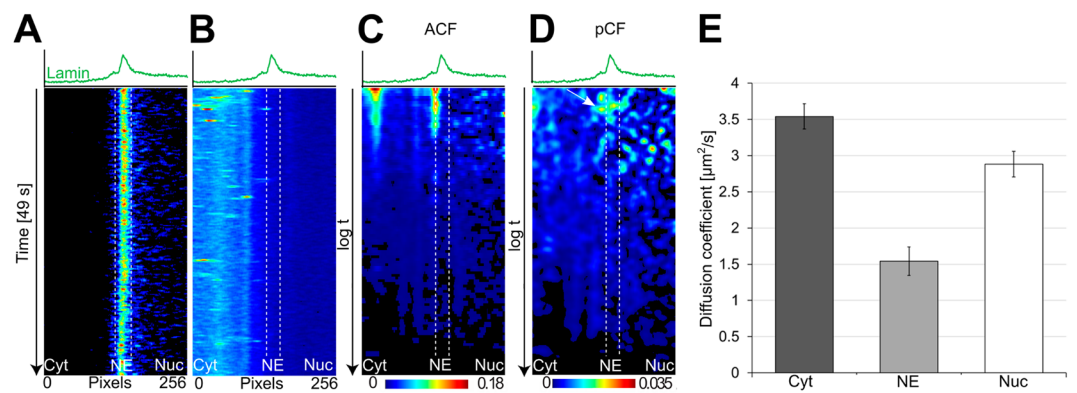 A
B
C
D
E
ACF
pCF
Lamin
Time [49 s]
Cyt
NE
Nuc
0
Pixels
256
Cyt
NE
Nuc
0
Pixels
256
log t
NE
Nuc
0
0.18
log t
Cyt
NE
Nuc
0
0.035
Diffusion coefficient [µm²/s]
4
3.5
3
2.5
2
1.5
1
0.5
0
Cyt
NE
Nuc